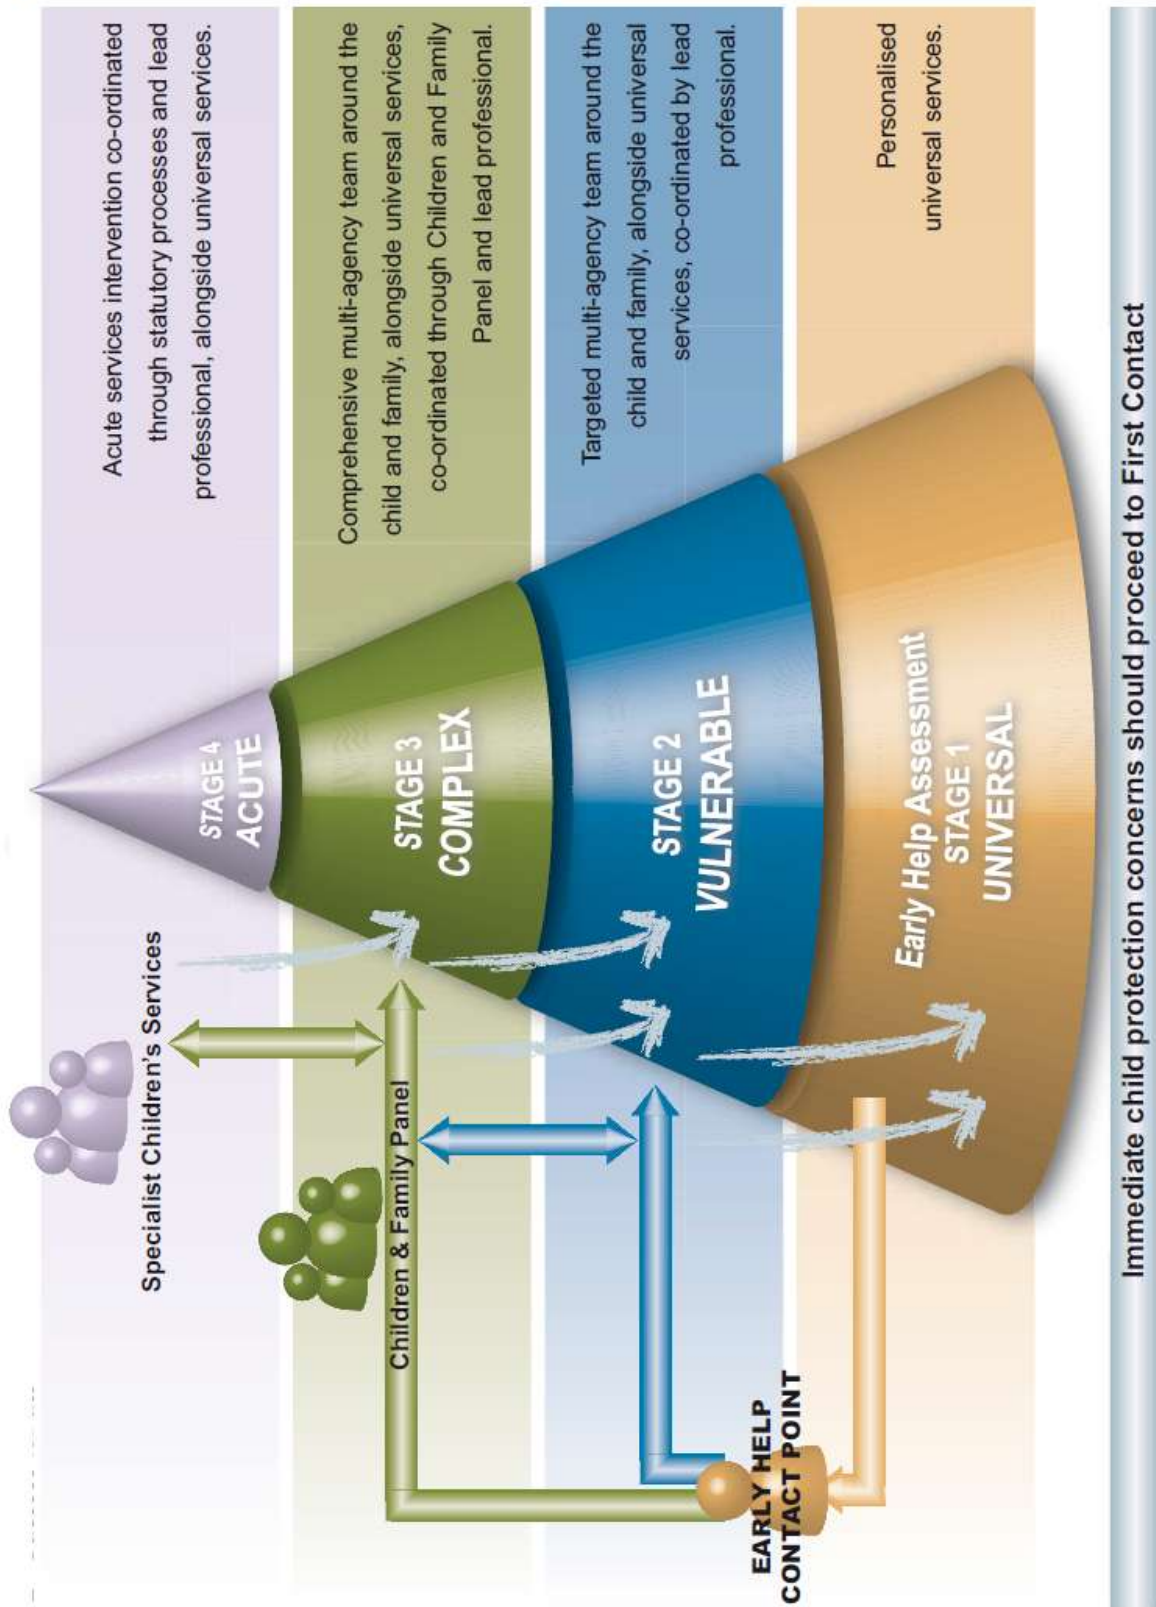 Acute services intervention co-ordinated
through statutory processes and lead
professional, alongside universal services.
Specialist Children's Services
STAGE 4
ACUTE
Comprehensive multi-agency team around the
child and family, alongside universal services,
co-ordinated through Children and Family
Panel and lead professional.
Children & Family Panel
STAGE 3
COMPLEX
Targeted multi-agency team around the
child and family, alongside universal
services, co-ordinated by lead
professional.
STAGE 2
VULNERABLE
EARLY HELP
CONTACT POINT
Early Help Assessment
STAGE 1
UNIVERSAL
Personalised
universal services.
Immediate child protection concerns should proceed to First Contact